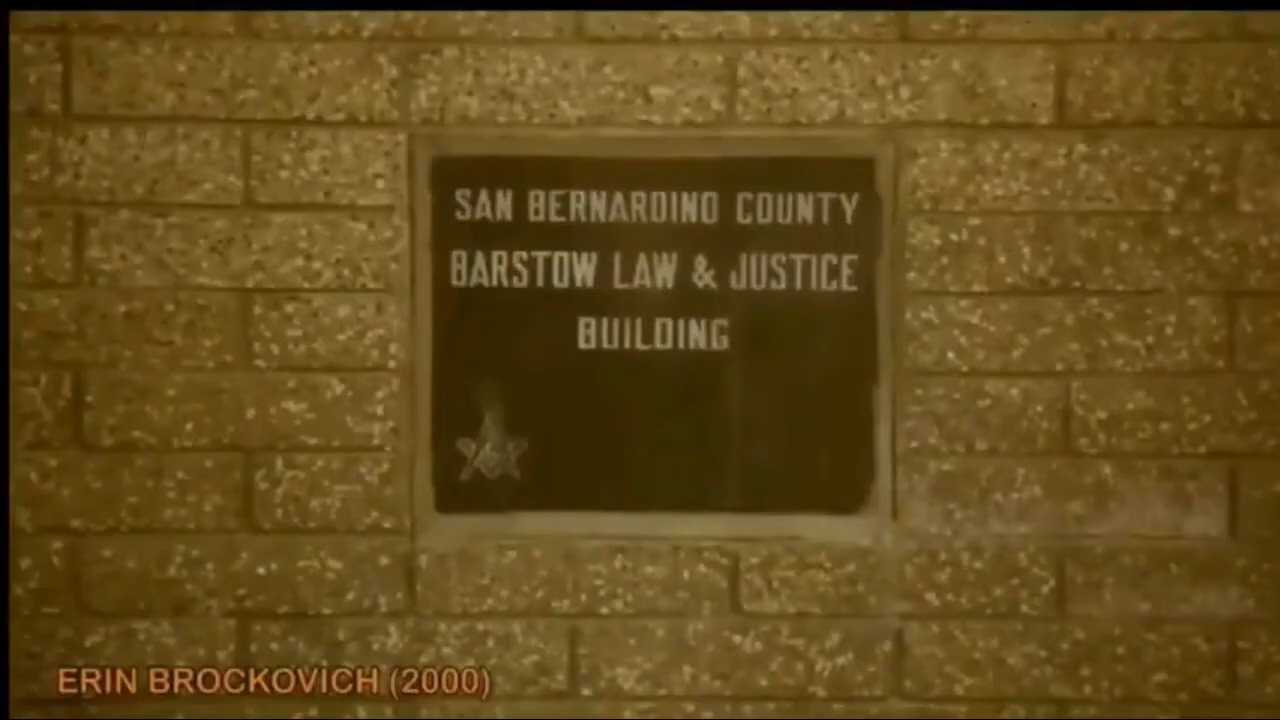 SAN BERNARDINO COUNTY
BARSTOW LAW & JUSTICE
BUILDING
ERIN BROCKOVICH (2000)